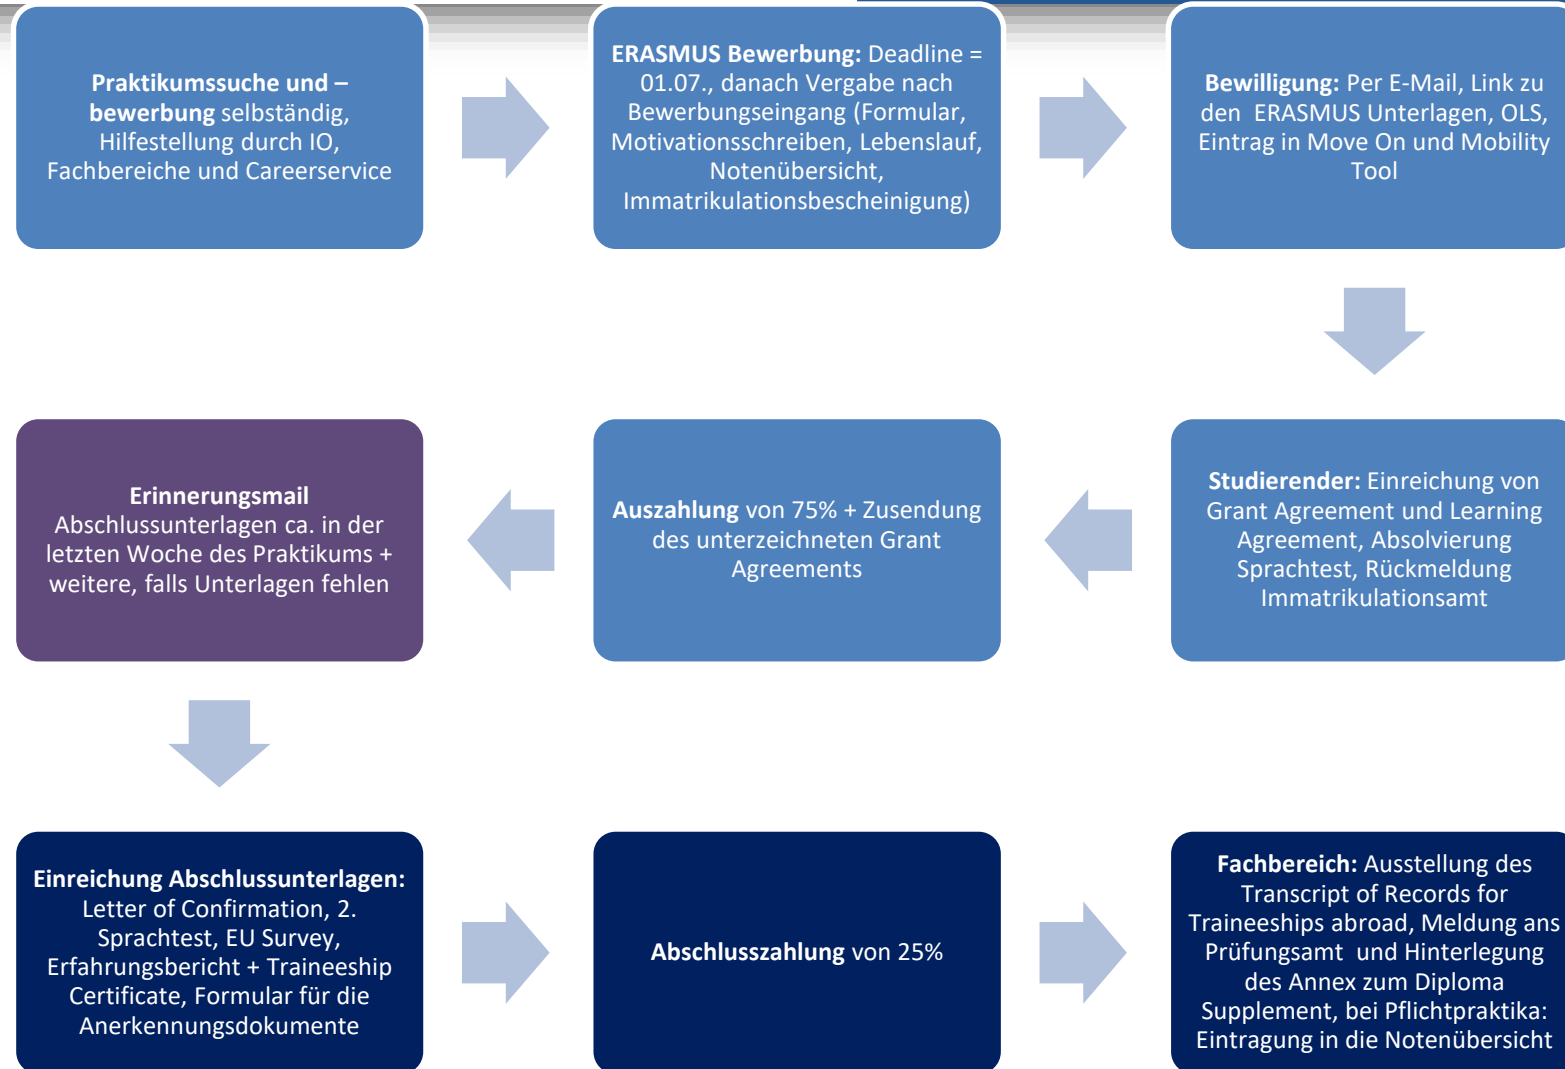 Praktikumssuche und –
bewerbung selbständig,
Hilfestellung durch IO,
Fachbereiche und Careerservice
ERASMUS Bewerbung: Deadline =
01.07., danach Vergabe nach
Bewerbungseingang (Formular,
Motivationsschreiben, Lebenslauf,
Notenübersicht,
Immatrikulationsbescheinigung)
Bewilligung: Per E-Mail, Link zu
den ERASMUS Unterlagen, OLS,
Eintrag in Move On und Mobility
Tool
Studierender: Einreichung von
Grant Agreement und Learning
Agreement, Absolvierung
Sprachtest, Rückmeldung
Immatrikulationsamt
Auszahlung von 75% + Zusendung
des unterzeichneten Grant
Agreements
Erinnerungsmail
Abschlussunterlagen ca. in der
letzten Woche des Praktikums +
weitere, falls Unterlagen fehlen
Einreichung Abschlussunterlagen:
Letter of Confirmation, 2.
Sprachtest, EU Survey,
Erfahrungsbericht + Traineeship
Certificate, Formular für die
Anerkennungsdokumente
Abschlusszahlung von 25%
Fachbereich: Ausstellung des
Transcript of Records for
Traineeships abroad, Meldung ans
Prüfungsamt und Hinterlegung
des Annex zum Diploma
Supplement, bei Pflichtpraktika:
Eintragung in die Notenübersicht